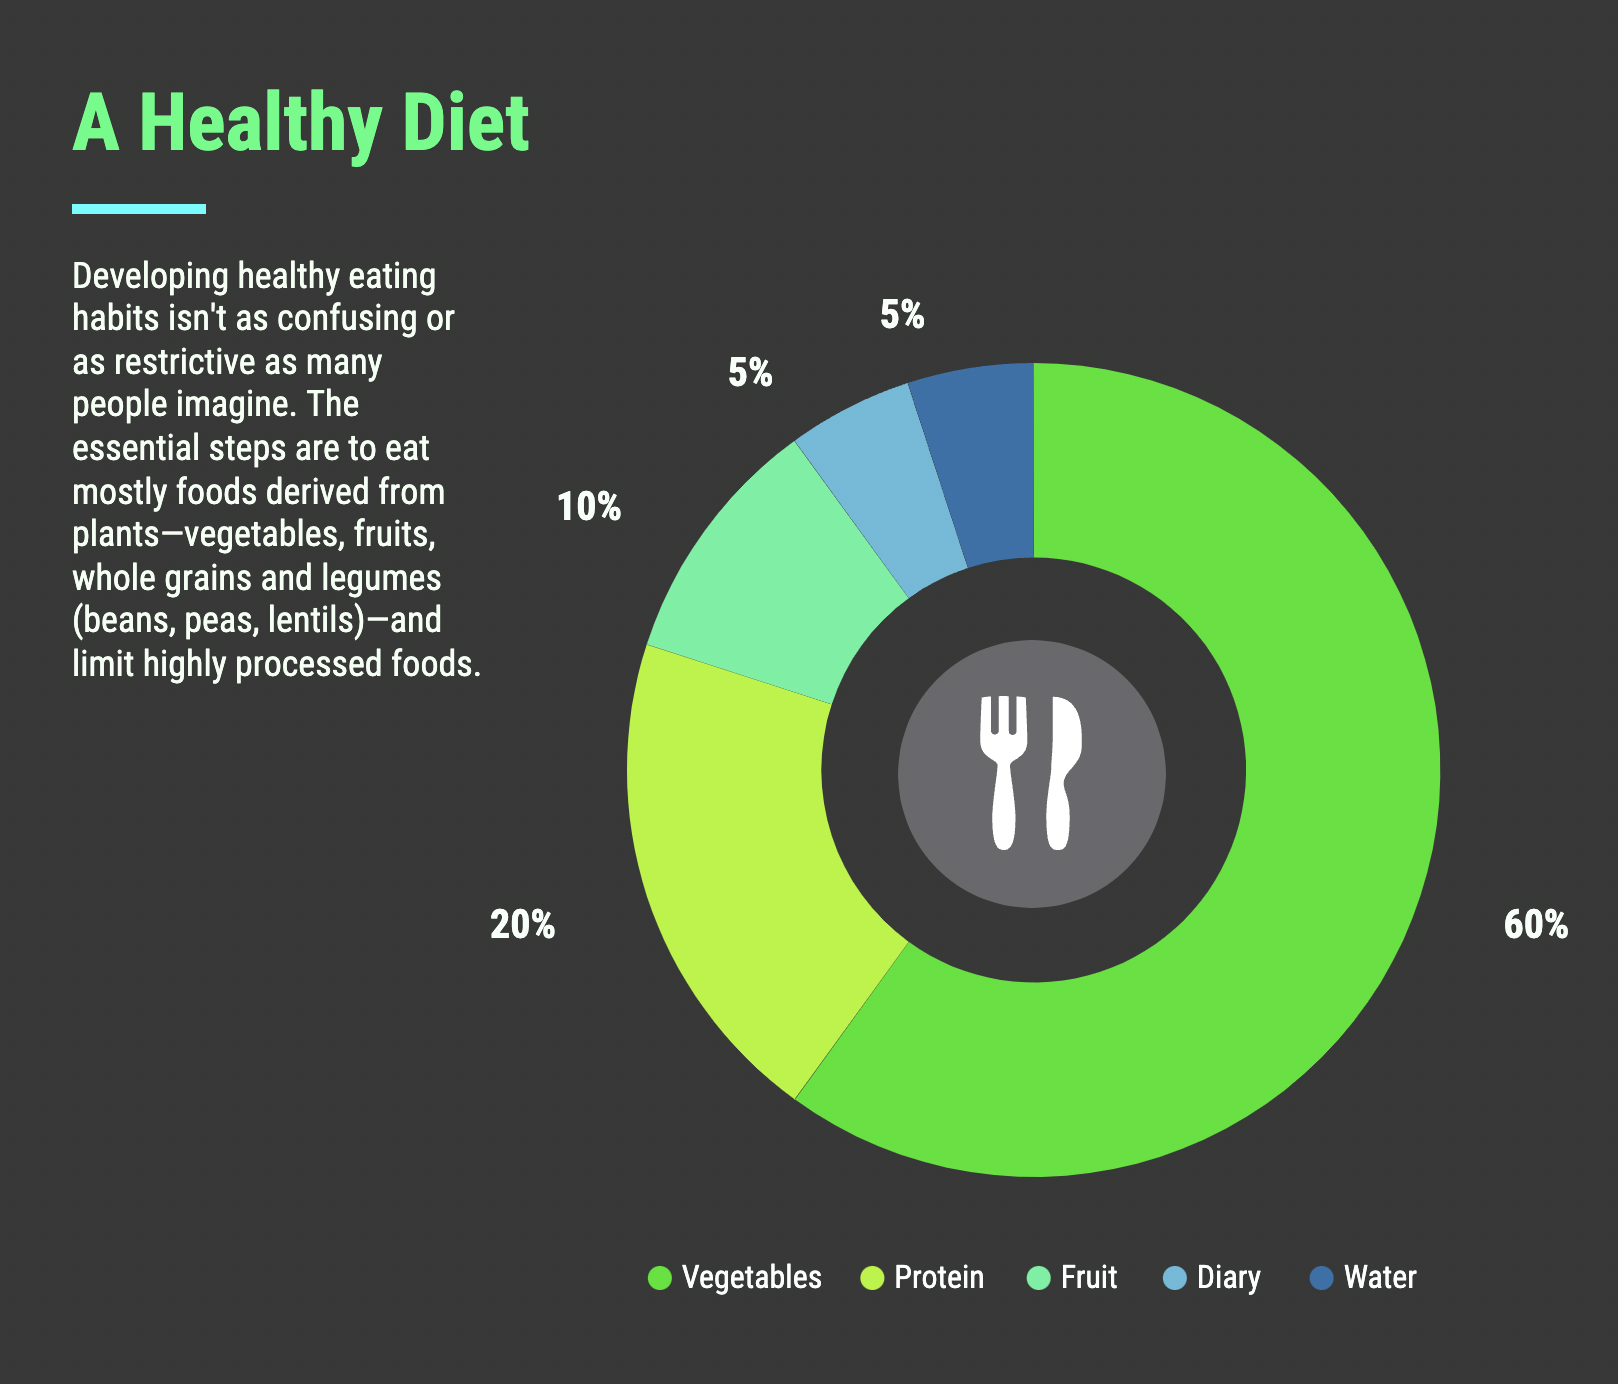 A Healthy Diet
Developing healthy eating
habits isn't as confusing or
as restrictive as many
people imagine. The
essential steps are to eat
mostly foods derived from
plants—vegetables, fruits,
whole grains and legumes
(beans, peas, lentils)—and
limit highly processed foods.
5%
5%
10%
20%
60%
Vegetables Protein Fruit Diary Water